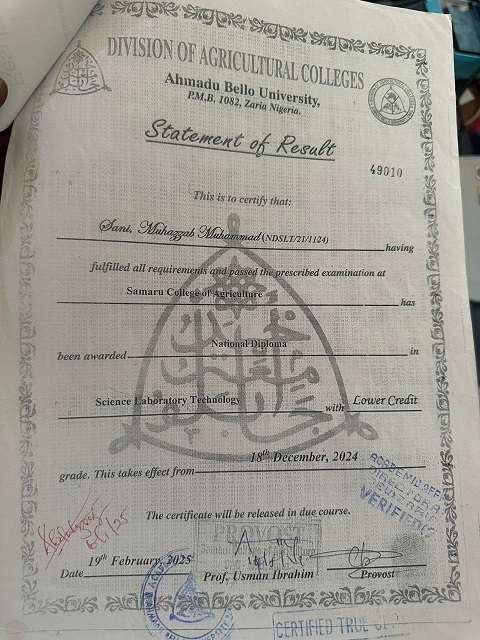 DIVISION OF AGRICULTURAL COLLEGES
Ahmadu Bello University,
P.M.B. 1082, Zaria Nigeria.
Statement of Result
49010
This is to certify that:
Sani, Muhazzab Muhammad (NDSLT/21/1124) having
fulfilled all requirements and passed the prescribed examination at
Samaru College of Agriculture has
been awarded National Diploma in
Science Laboratory Technology with Lower Credit
grade. This takes effect from 18th December, 2024
The certificate will be released in due course.
PROVOST
VERIFIED
19th February, 2025
Date Prof, Usman Ibrahim Provost
CERTIFIED TRUE